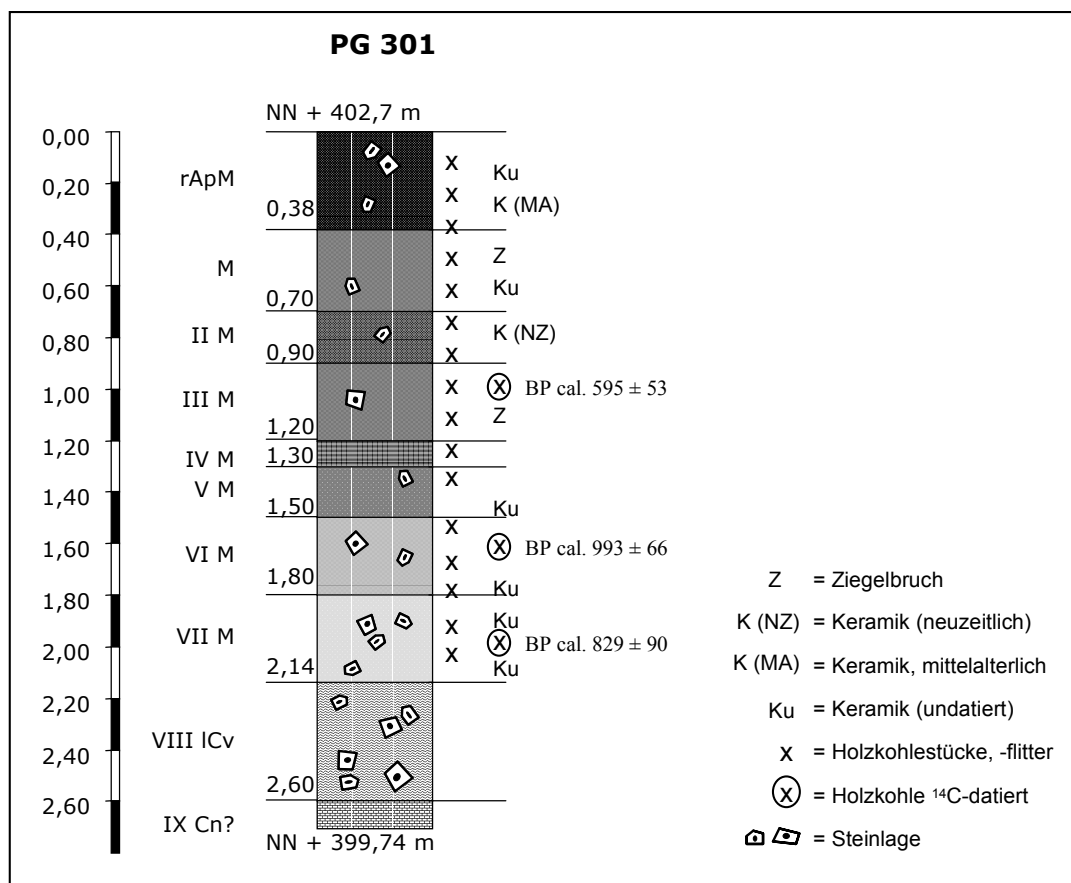 PG 301
NN + 402,7 m
0,00
0,20
0,40
0,60
0,80
1,00
1,20
1,40
1,60
1,80
2,00
2,20
2,40
2,60
rApM
0,38
x
x
x
Ku
K (MA)
M
0,70
x
x
Z
Ku
II M
0,90
x
x
K (NZ)
III M
1,20
x
x
x BP cal. 595 ± 53
Z
IV M
1,30
x
V M
1,50
x
Ku
VI M
1,80
x
x
x
x BP cal. 993 ± 66
Ku
VII M
2,14
x
x
Ku
x BP cal. 829 ± 90
Ku
VIII lCv
2,60
IX Cn?
NN + 399,74 m
Z = Ziegelbruch
K (NZ) = Keramik (neuzeitlich)
K (MA) = Keramik, mittelalterlich
Ku = Keramik (undatiert)
x = Holzkohlestücke, -flitter
x = Holzkohle ¹⁴C-datiert
= Steinlage